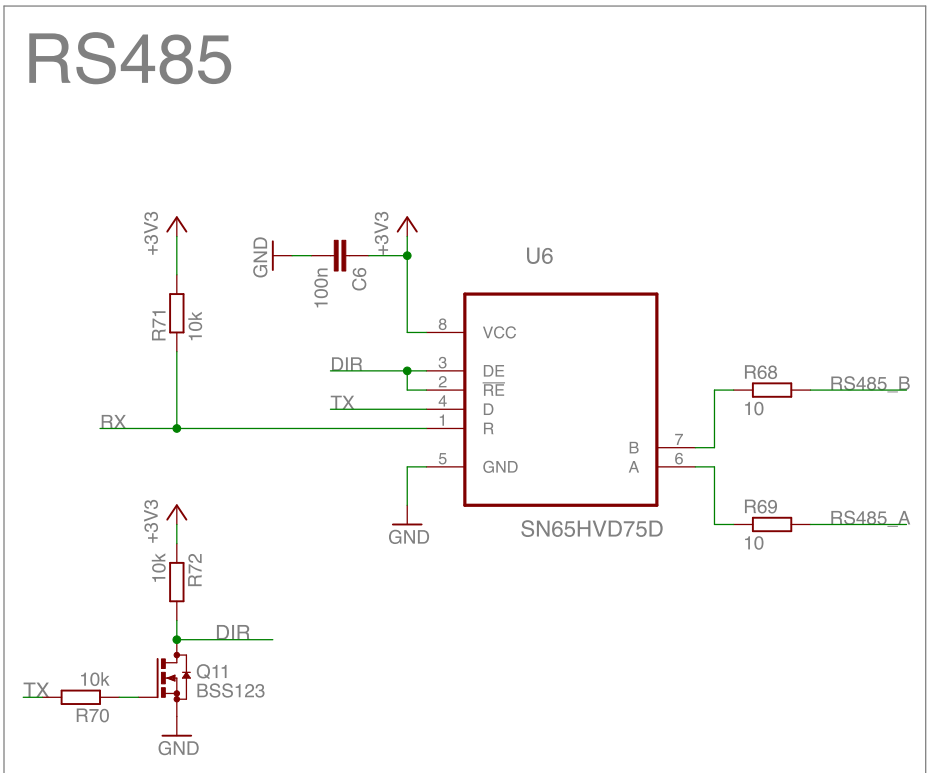 RS485
+3V3
R71
10k
RX
GND
100n
C6
+3V3
U6
8 VCC
DIR
3 DE
2 RE
TX
4 D
1 R
5 GND
GND
B 7
A 6
SN65HVD75D
R68
10
RS485_B
R69
10
RS485_A
+3V3
10k
R72
DIR
Q11
BSS123
TX
10k
R70
GND